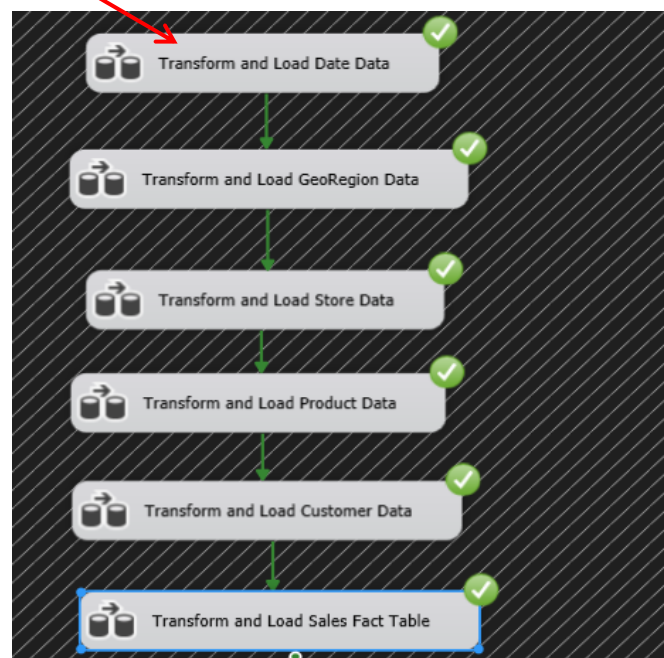 Transform and Load Date Data
Transform and Load GeoRegion Data
Transform and Load Store Data
Transform and Load Product Data
Transform and Load Customer Data
Transform and Load Sales Fact Table